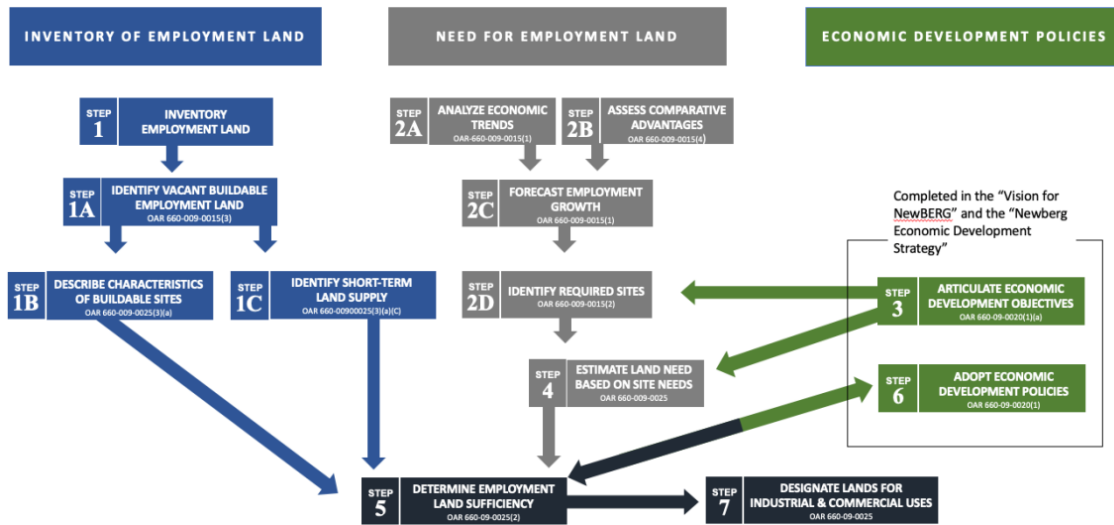 INVENTORY OF EMPLOYMENT LAND
NEED FOR EMPLOYMENT LAND
ECONOMIC DEVELOPMENT POLICIES
STEP
1
INVENTORY
EMPLOYMENT LAND
STEP
2A
ANALYZE ECONOMIC
TRENDS
OAR-660-009-0015(1)
STEP
2B
ASSESS COMPARATIVE
ADVANTAGES
OAR 660-009-0015(4)
STEP
1A
IDENTIFY VACANT BUILDABLE
EMPLOYMENT LAND
OAR 660-009-0015(3)
STEP
2C
FORECAST EMPLOYMENT
GROWTH
OAR 660-009-0015(1)
Completed in the “Vision for
NewBERG” and the “Newberg
Economic Development
Strategy”
STEP
1B
DESCRIBE CHARACTERISTICS
OF BUILDABLE SITES
OAR 660-009-0025(3)(a)
STEP
1C
IDENTIFY SHORT-TERM
LAND SUPPLY
OAR 660-00900025(3)(a)(C)
STEP
2D
IDENTIFY REQUIRED SITES
OAR 660-009-0015(2)
STEP
3
ARTICULATE ECONOMIC
DEVELOPMENT OBJECTIVES
OAR 660-09-0020(1)(a)
STEP
4
ESTIMATE LAND NEED
BASED ON SITE NEEDS
OAR 660-009-0025
STEP
6
ADOPT ECONOMIC
DEVELOPMENT POLICIES
OAR 660-09-0020(1)
STEP
5
DETERMINE EMPLOYMENT
LAND SUFFICIENCY
OAR 660-09-0025(2)
STEP
7
DESIGNATE LANDS FOR
INDUSTRIAL & COMMERCIAL USES
OAR 660-09-0025